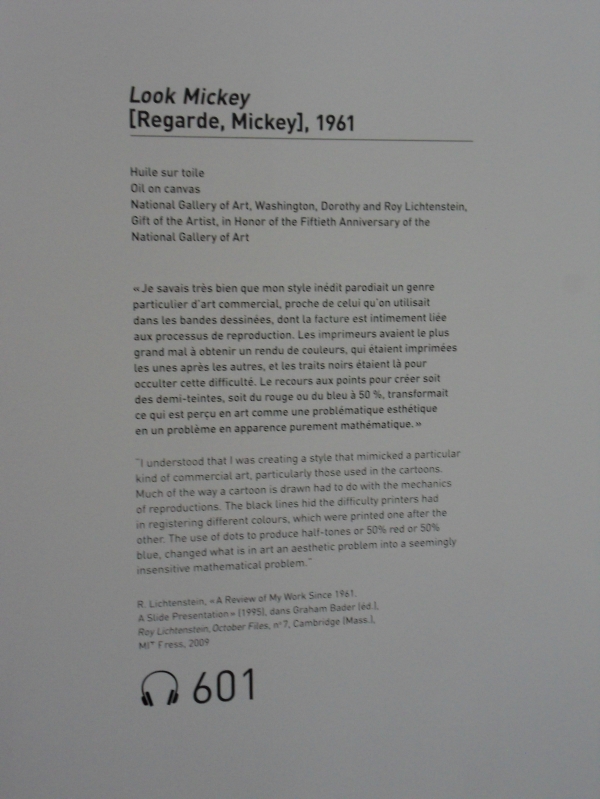 Look Mickey
[Regarde, Mickey], 1961
Huile sur toile
Oil on canvas
National Gallery of Art, Washington, Dorothy and Roy Lichtenstein,
Gift of the Artist, in Honor of the Fiftieth Anniversary of the
National Gallery of Art
« Je savais très bien que mon style inédit parodiait un genre
particulier d'art commercial, proche de celui qu'on utilisait
dans les bandes dessinées, dont la facture est intimement liée
aux processus de reproduction. Les imprimeurs avaient le plus
grand mal à obtenir un rendu de couleurs, qui étaient imprimées
les unes après les autres, et les traits noirs étaient là pour
occulter cette difficulté. Le recours aux points pour créer soit
des demi-teintes, soit du rouge ou du bleu à 50 %, transformait
ce qui est perçu en art comme une problématique esthétique
en un problème en apparence purement mathématique. »
"I understood that I was creating a style that mimicked a particular
kind of commercial art, particularly those used in the cartoons.
Much of the way a cartoon is drawn had to do with the mechanics
of reproductions. The black lines hid the difficulty printers had
in registering different colours, which were printed one after the
other. The use of dots to produce half-tones or 50% red or 50%
blue, changed what is in art an aesthetic problem into a seemingly
insensitive mathematical problem."
R. Lichtenstein, « A Review of My Work Since 1961.
A Slide Presentation » (1995), dans Graham Bader (éd.),
Roy Lichtenstein, October Files, n° 7, Cambridge (Mass.),
Press, 2009
601